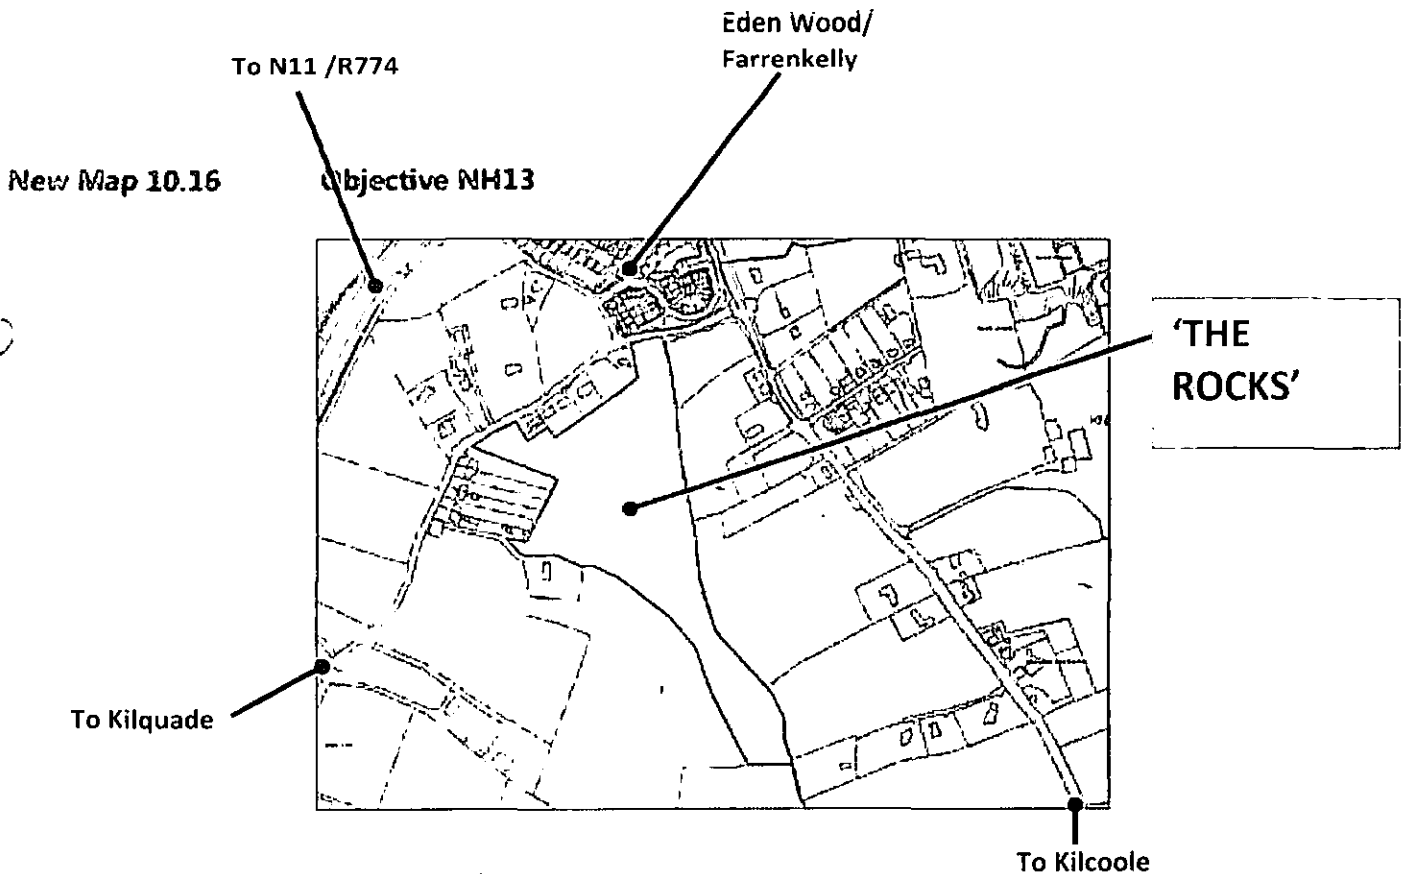 Eden Wood/
Farrenkelly
To N11 /R774
New Map 10.16 Objective NH13
‘THE
ROCKS’
To Kilquade
To Kilcoole